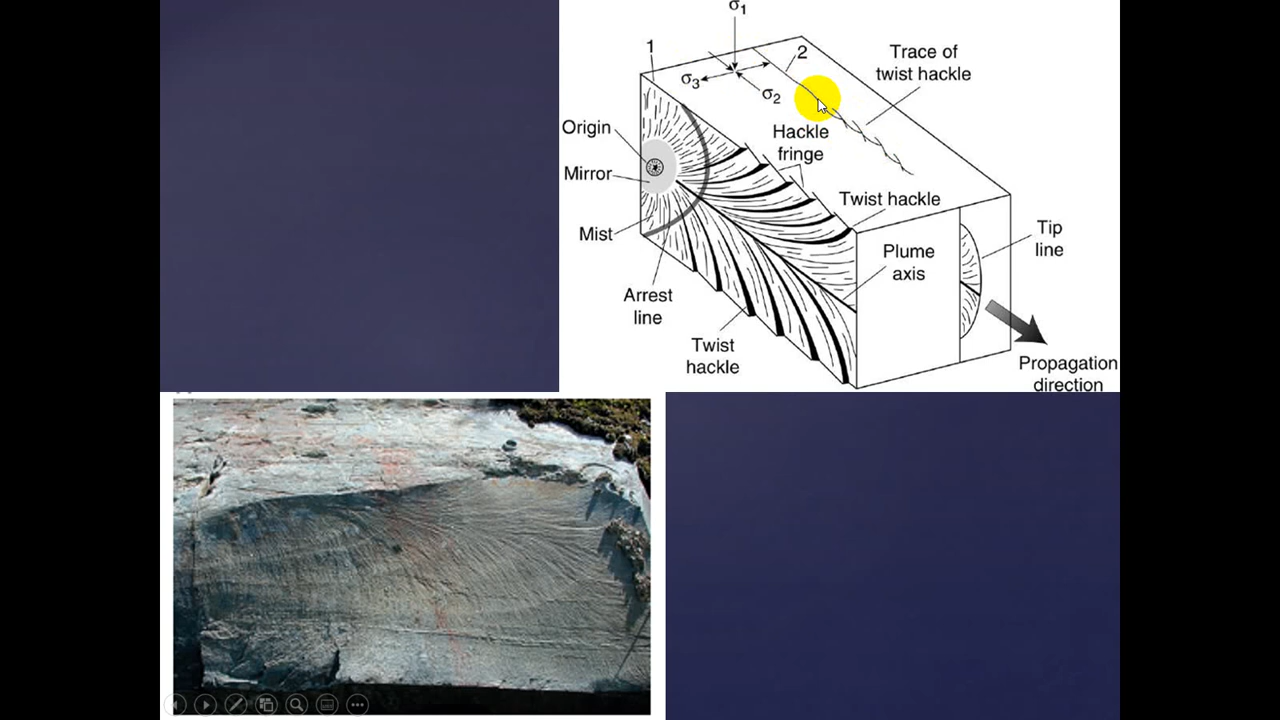 σ1
1
2
Trace of
twist hackle
σ3
σ2
Origin
Hackle
fringe
Mirror
Twist hackle
Mist
Tip
line
Plume
axis
Arrest
line
Twist
hackle
Propagation
direction